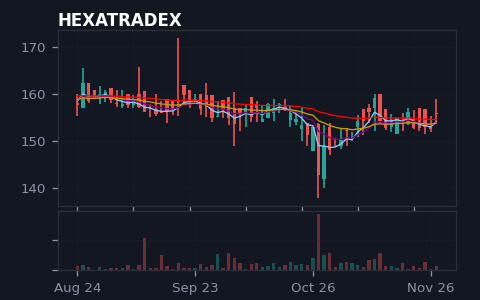 HEXATRADEX
170
160
150
140
Aug 24
Sep 23
Oct 26
Nov 26